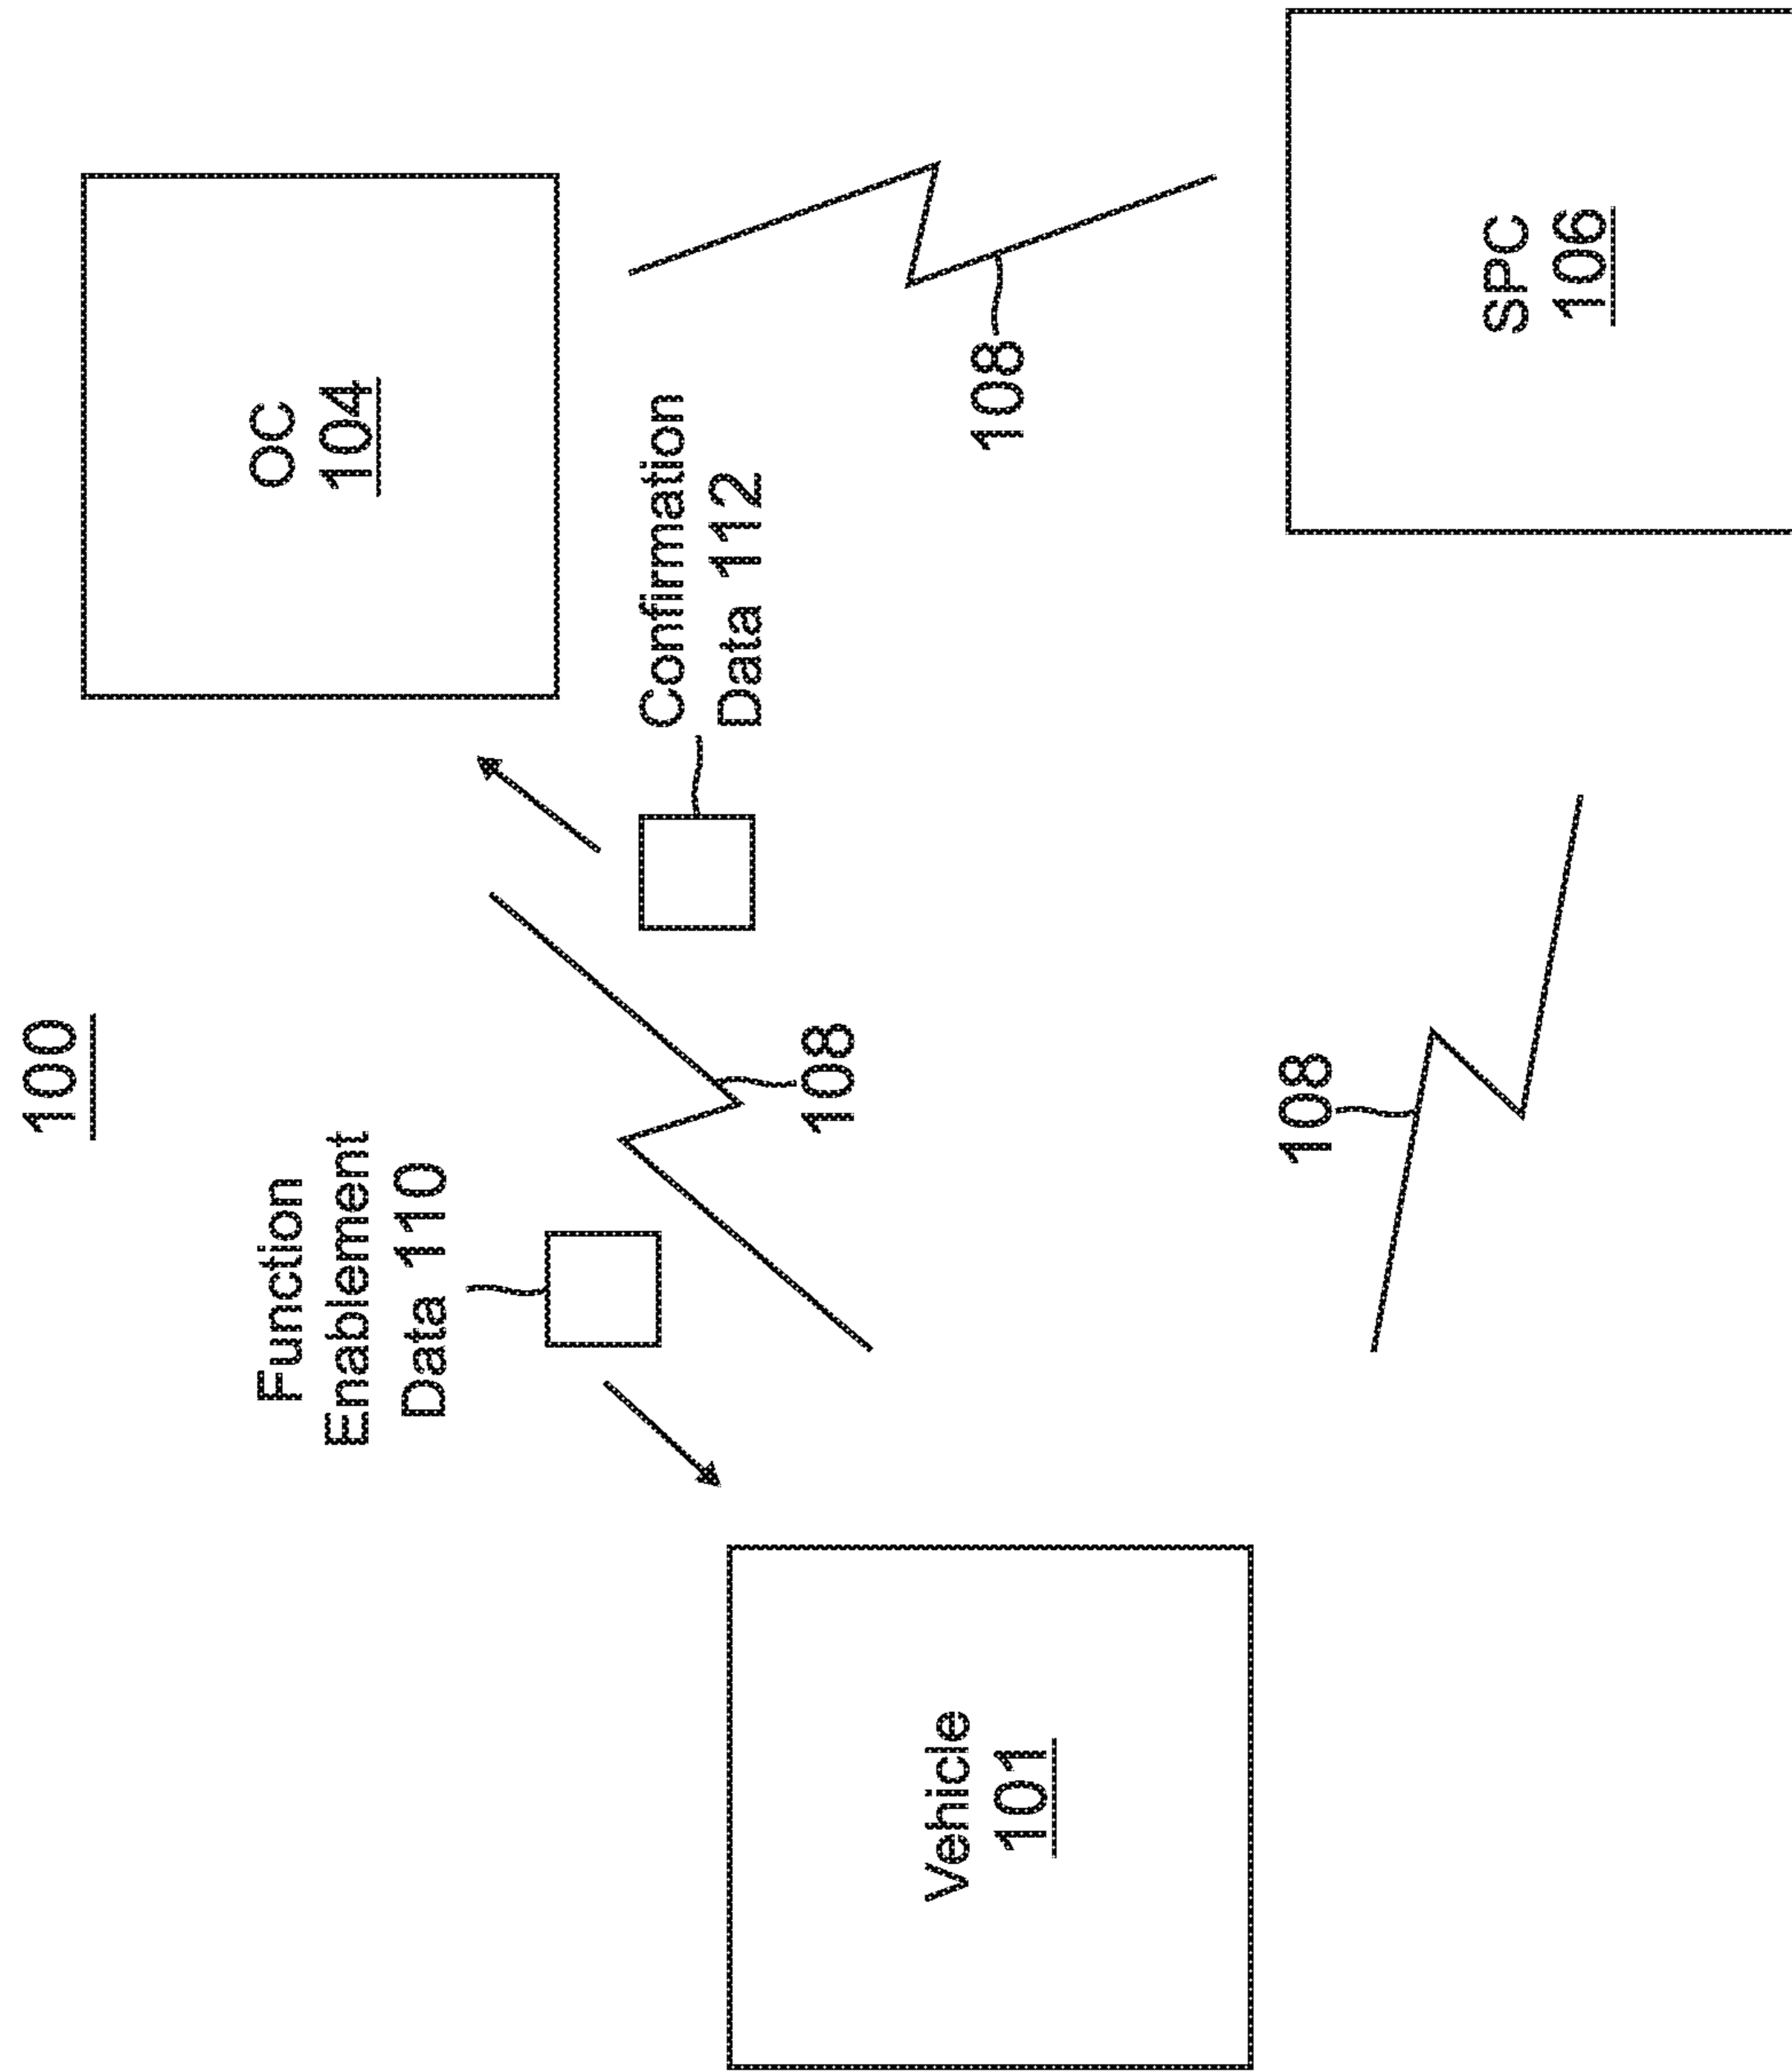 100
Function
Enablement
Data 110
OC
104
108
Confirmation
Data 112
Vehicle
101
108
108
SPC
106